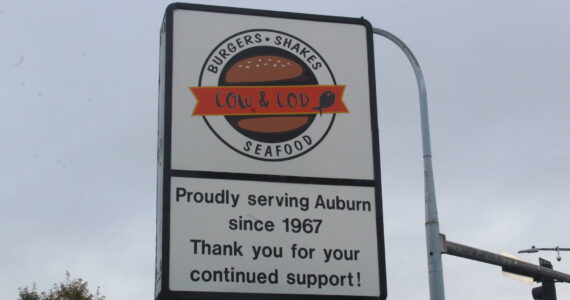 BURGERS • SHAKES
COW & COD
SEAFOOD
Proudly serving Auburn
since 1967
Thank you for your
continued support!